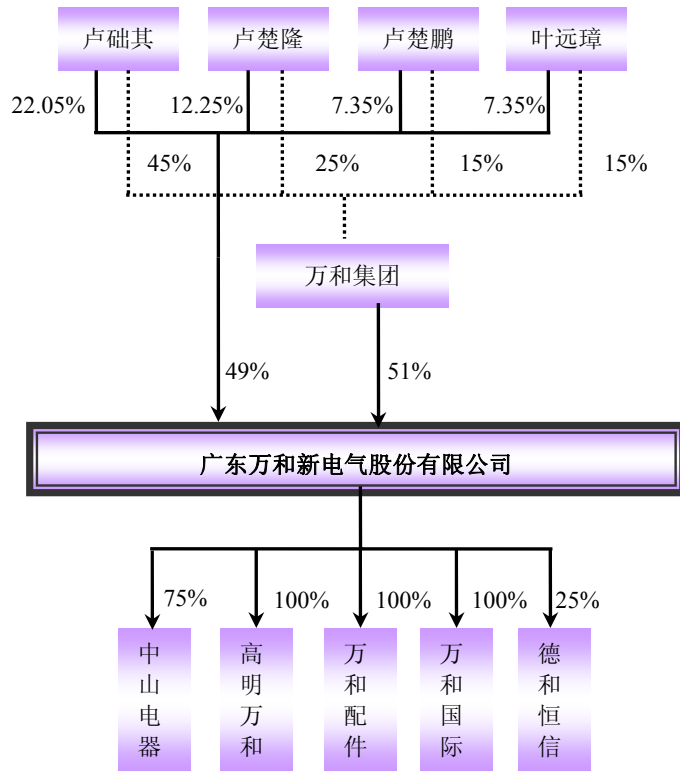 卢础其 卢楚隆 卢楚鹏 叶远璋
22.05% 12.25% 7.35% 7.35%
45% 25% 15% 15%
万和集团
49% 51%
广东万和新电气股份有限公司
75% 100% 100% 100% 25%
中山电器
高明万和
万和配件
万和国际
德和恒信